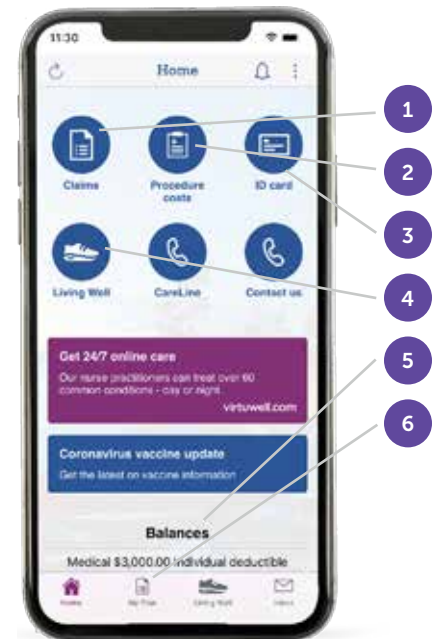 11:30
Home
Claims
Procedure
costs
ID card
Living Well
CareLine
Contact us
Get 24/7 online care
Our nurse practitioners can treat over 60
common conditions - day or night.
virtuwell.com
Coronavirus vaccine update
Get the latest on vaccine information
Balances
Medical $3,000.00 individual deductible
Home
My Plan
Living Well
Inbox
1
2
3
4
5
6